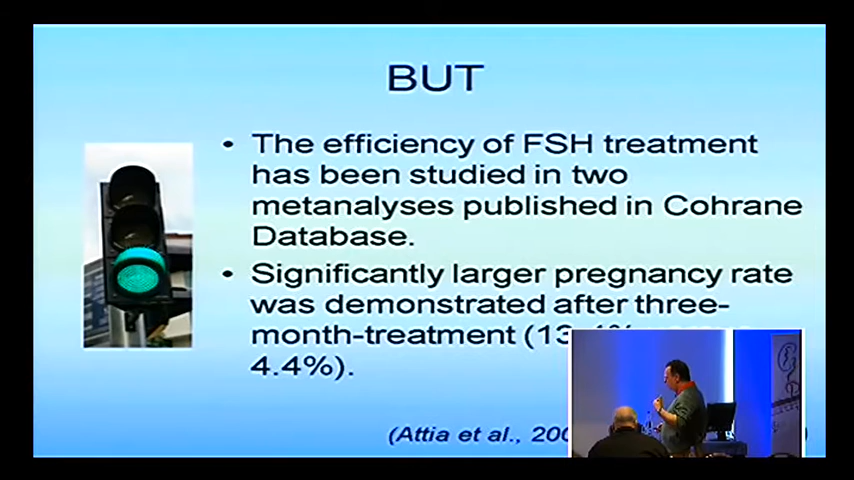 BUT
• The efficiency of FSH treatment
has been studied in two
metanalyses published in Cohrane
Database.
• Significantly larger pregnancy rate
was demonstrated after three-
month-treatment (13
4.4%).
(Attia et al., 200